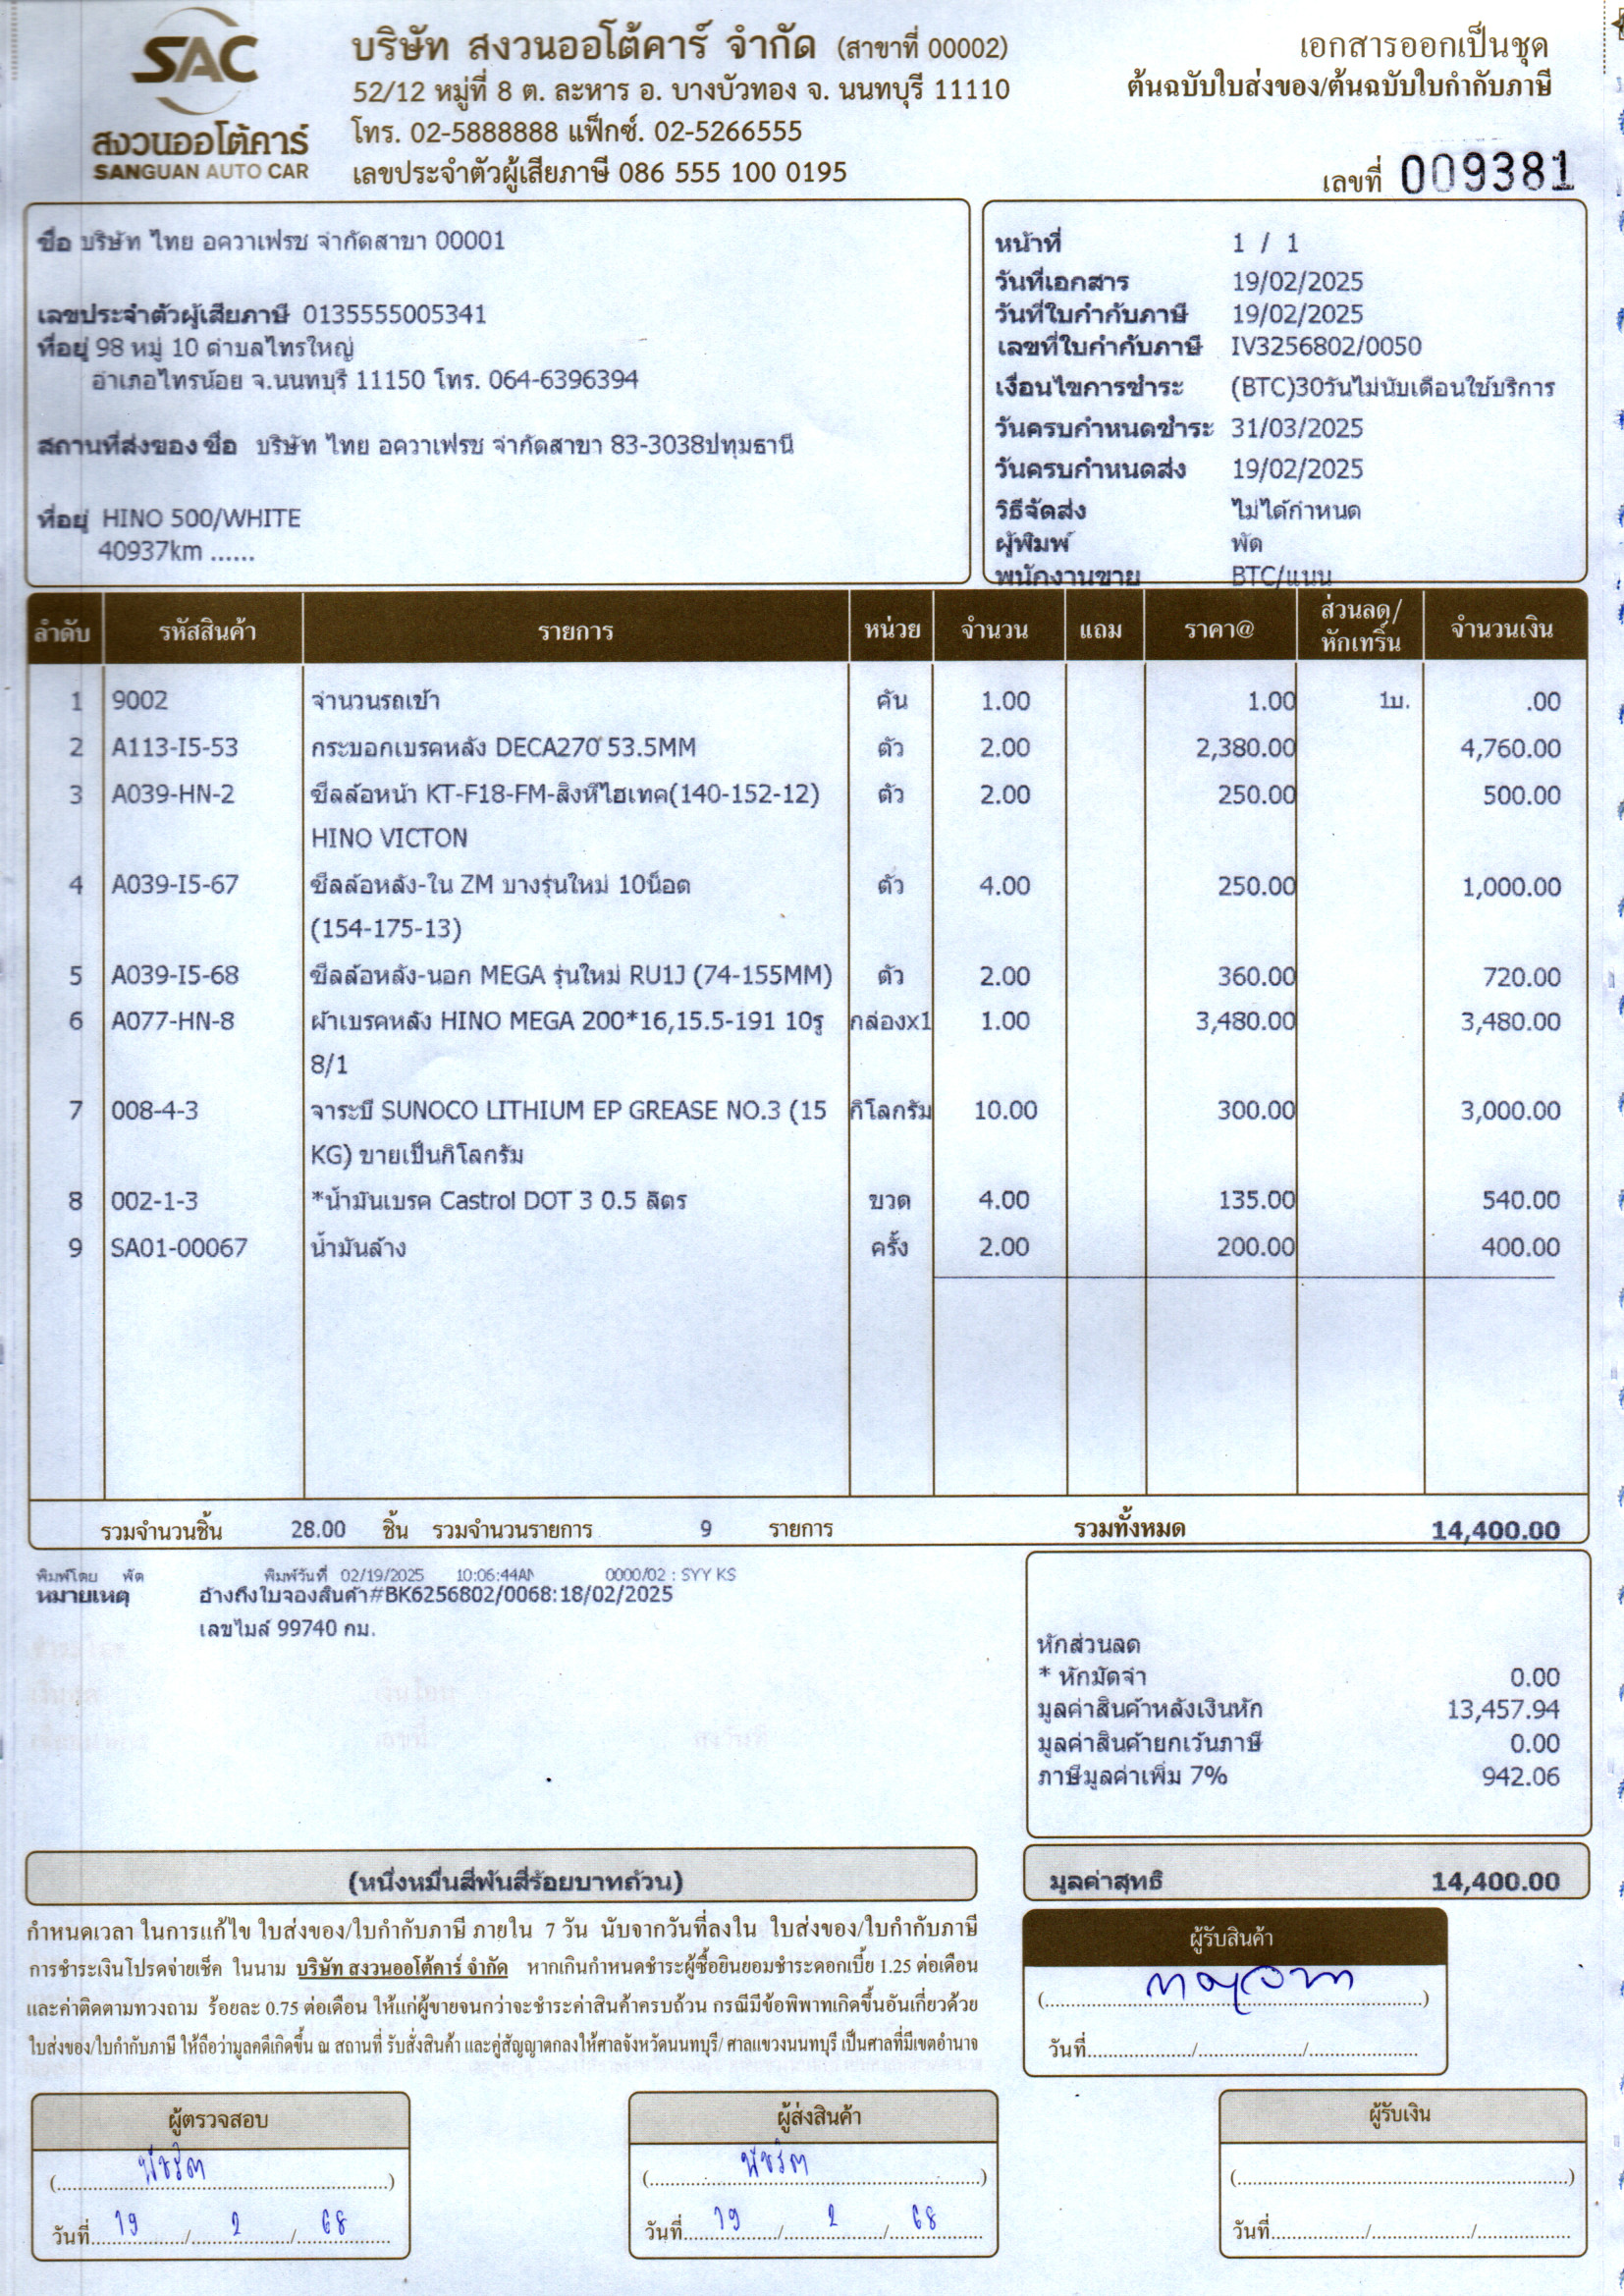 SAC
สงวนออโต้คาร์
SANGUAN AUTO CAR
บริษัท สงวนออโต้คาร์ จำกัด (สาขาที่ 00002)
52/12 หมู่ที่ 8 ต. ละหาร อ. บางบัวทอง จ. นนทบุรี 11110
โทร. 02-5888888 แฟ็กซ์. 02-5266555
เลขประจำตัวผู้เสียภาษี 086 555 100 0195
เอกสารออกเป็นชุด
ต้นฉบับใบส่งของ/ต้นฉบับใบกำกับภาษี
เลขที่ 009381
ชื่อ บริษัท ไทย อควาเฟรช จำกัดสาขา 00001
เลขประจำตัวผู้เสียภาษี 0135555005341
ที่อยู่ 98 หมู่ 10 ตำบลไทรใหญ่
อำเภอไทรน้อย จ.นนทบุรี 11150 โทร. 064-6396394
สถานที่ส่งของ ชื่อ บริษัท ไทย อควาเฟรช จำกัดสาขา 83-3038ปทุมธานี
ที่อยู่ HINO 500/WHITE
40937km ......
หน้าที่ 1 / 1
วันที่เอกสาร 19/02/2025
วันที่ใบกำกับภาษี 19/02/2025
เลขที่ใบกำกับภาษี IV3256802/0050
เงื่อนไขการชำระ (BTC)30วันไม่นับเดือนใช้บริการ
วันครบกำหนดชำระ 31/03/2025
วันครบกำหนดส่ง 19/02/2025
วิธีจัดส่ง ไม่ได้กำหนด
ผู้พิมพ์ พัด
พนักงานขาย BTC/แนน
ลำดับ รหัสสินค้า รายการ หน่วย จำนวน แถม ราคา@ ส่วนลด/หักเทริ์น จำนวนเงิน
1 9002 จำนวนรถเข้า คัน 1.00 1.00 1บ. .00
2 A113-I5-53 กระบอกเบรคหลัง DECA270 53.5MM ตัว 2.00 2,380.00 4,760.00
3 A039-HN-2 ซีลล้อหน้า KT-F18-FM-สิงห์ไฮเทค(140-152-12) ตัว 2.00 250.00 500.00
HINO VICTON
4 A039-I5-67 ซีลล้อหลัง-ใน ZM บางรุ่นใหม่ 10น็อต ตัว 4.00 250.00 1,000.00
(154-175-13)
5 A039-I5-68 ซีลล้อหลัง-นอก MEGA รุ่นใหม่ RU1J (74-155MM) ตัว 2.00 360.00 720.00
6 A077-HN-8 ผ้าเบรคหลัง HINO MEGA 200*16,15.5-191 10รู กล่องx1 1.00 3,480.00 3,480.00
8/1
7 008-4-3 จาระบี SUNOCO LITHIUM EP GREASE NO.3 (15 กิโลกรัม 10.00 300.00 3,000.00
KG) ขายเป็นกิโลกรัม
8 002-1-3 *น้ำมันเบรค Castrol DOT 3 0.5 ลิตร ขวด 4.00 135.00 540.00
9 SA01-00067 น้ำมันล้าง ครั้ง 2.00 200.00 400.00
รวมจำนวนชิ้น 28.00 ชิ้น รวมจำนวนรายการ 9 รายการ รวมทั้งหมด 14,400.00
พิมพ์โดย พัด พิมพ์วันที่ 02/19/2025 10:06:44AM 0000/02 : SYY KS
หมายเหตุ อ้างถึงใบจองสินค้า#BK6256802/0068:18/02/2025
เลขไมล์ 99740 กม.
หักส่วนลด
* หักมัดจำ 0.00
มูลค่าสินค้าหลังเงินหัก 13,457.94
มูลค่าสินค้ายกเว้นภาษี 0.00
ภาษีมูลค่าเพิ่ม 7% 942.06
(หนึ่งหมื่นสี่พันสี่ร้อยบาทถ้วน)
มูลค่าสุทธิ 14,400.00
กำหนดเวลา ในการแก้ไข ใบส่งของ/ใบกำกับภาษี ภายใน 7 วัน นับจากวันที่ลงใน ใบส่งของ/ใบกำกับภาษี
การชำระเงินโปรดจ่ายเช็ค ในนาม บริษัท สงวนออโต้คาร์ จำกัด หากเกินกำหนดชำระผู้ซื้อยินยอมชำระดอกเบี้ย 1.25 ต่อเดือน
และค่าติดตามทวงถาม ร้อยละ 0.75 ต่อเดือน ให้แก่ผู้ขายจนกว่าจะชำระค่าสินค้าครบถ้วน กรณีมีข้อพิพาทเกิดขึ้นอันเกี่ยวด้วย
ใบส่งของ/ใบกำกับภาษี ให้ถือว่ามูลคดีเกิดขึ้น ณ สถานที่ รับสั่งสินค้า และคู่สัญญาตกลงให้ศาลจังหวัดนนทบุรี/ ศาลแขวงนนทบุรี เป็นศาลที่มีเขตอำนาจ
ผู้รับสินค้า
วันที่....................../....................../......................
ผู้ตรวจสอบ
พัชรีดา
วันที่ 19 / 2 / 68
ผู้ส่งสินค้า
พัชรีดา
วันที่ 19 / 2 / 68
ผู้รับเงิน
(......................................................................)
วันที่....................../....................../......................